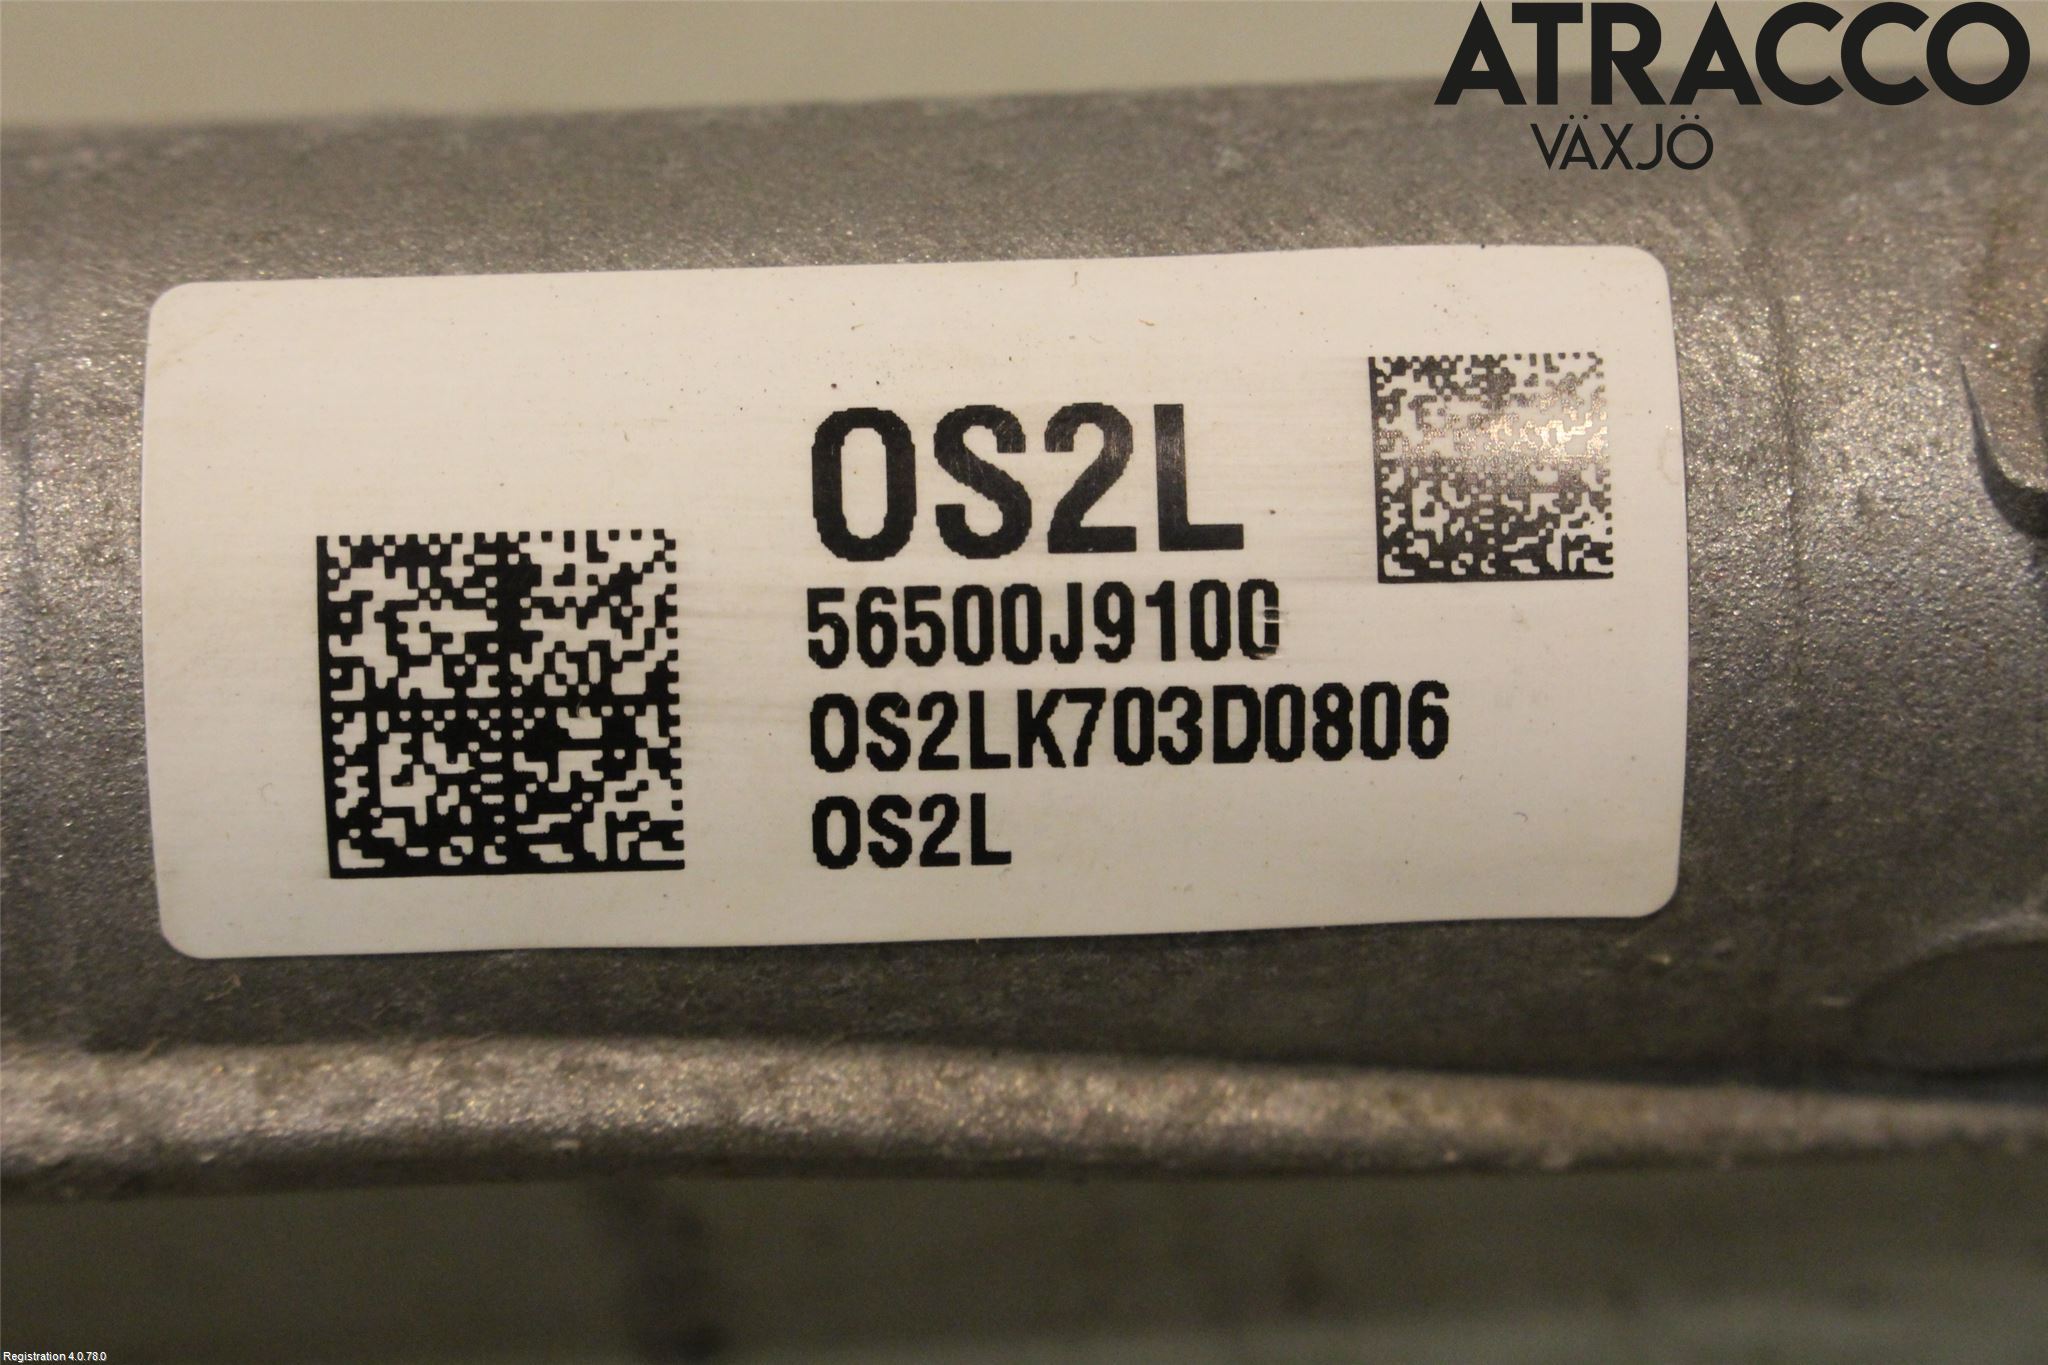 ATRACCO
VÄXJÖ
OS2L
56500J9100
OS2LK703D0806
OS2L
Registration 4.0.78.0